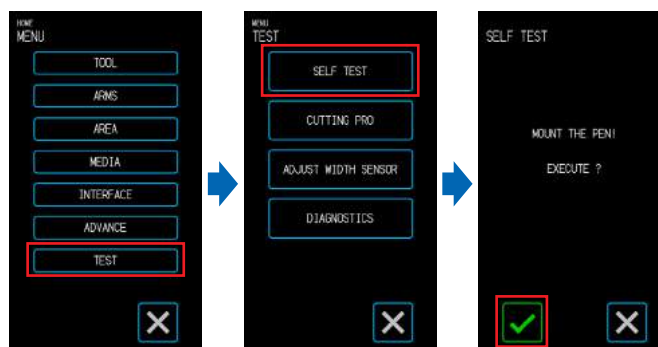 HOME
MENU
TOOL
ARMS
AREA
MEDIA
INTERFACE
ADVANCE
TEST
MENU
TEST
SELF TEST
CUTTING PRO
ADJUST WIDTH SENSOR
DIAGNOSTICS
SELF TEST
MOUNT THE PEN!
EXECUTE ?